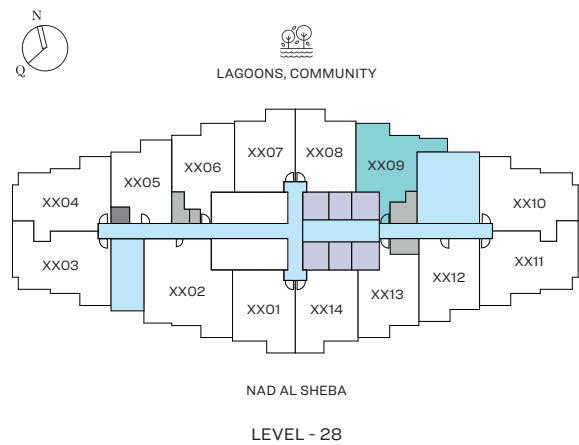 N
Q
LAGOONS, COMMUNITY
XX07
XX08
XX06
XX09
XX05
XX04
XX10
XX03
XX11
XX02
XX12
XX01
XX14
XX13
NAD AL SHEBA
LEVEL - 28